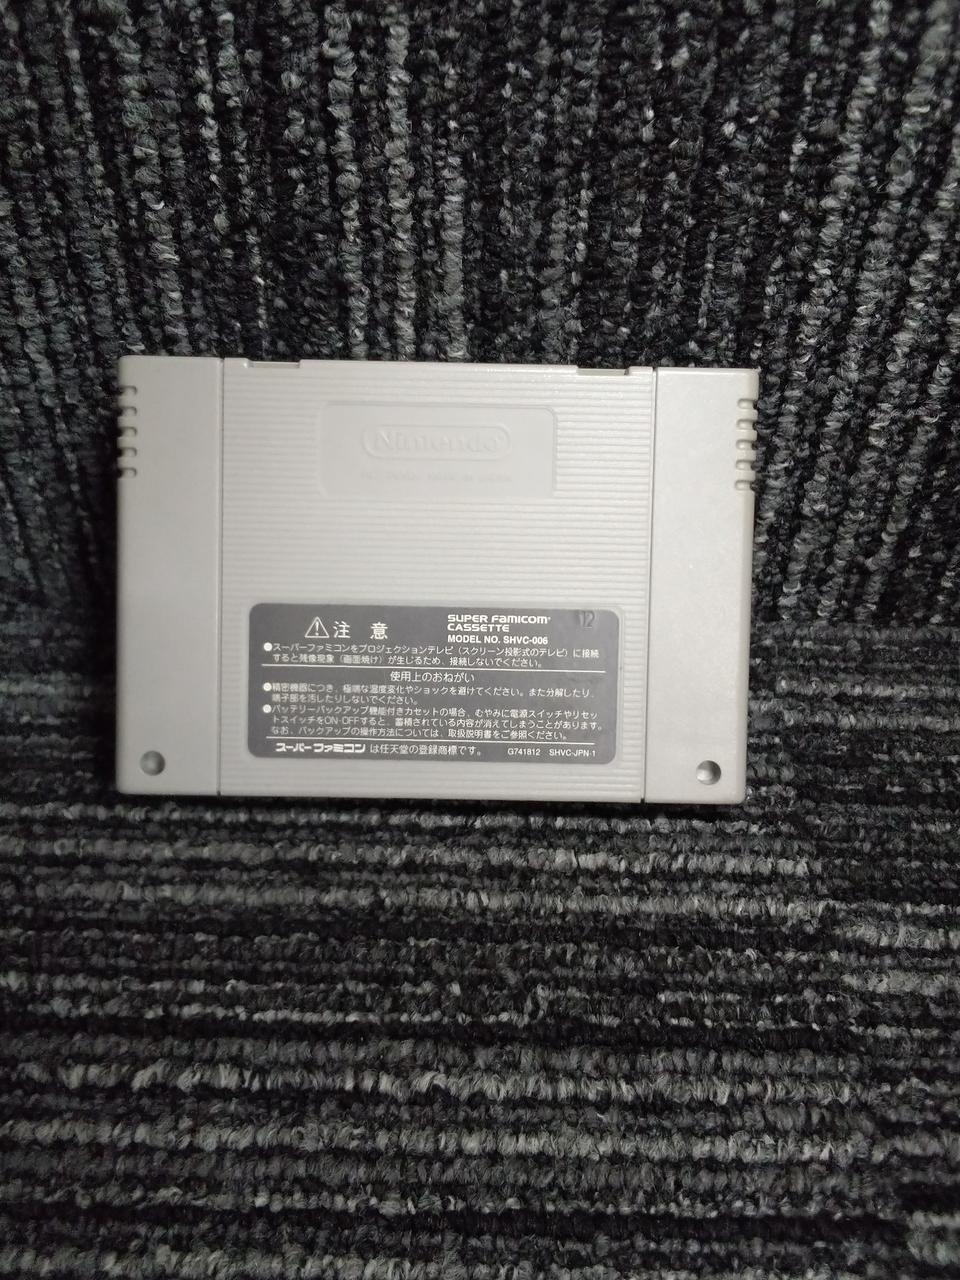 Nintendo
12
⚠注 意
SUPER FAMICOM
CASSETTE
MODEL NO. SHVC-006
●スーパーファミコンをプロジェクションテレビ（スクリーン投影式のテレビ）に接続
すると残像現象（画面焼け）が生じるため、接続しないでください。
使用上のおねがい
●精密機器につき、極端な温度変化やショックを避けてください。また分解したり、
端子部を汚したりしないでください。
●バッテリーバックアップ機能付きカセットの場合、むやみに電源スイッチやリセッ
トスイッチをON・OFFすると、蓄積されている内容が消えてしまうことがあります。
なお、バックアップの操作方法については、取扱説明書をご参照ください。
スーパーファミコン は任天堂の登録商標です。 G741812 SHVC-JPN-1